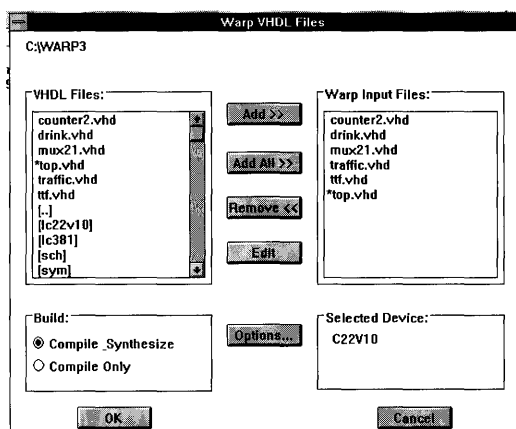 Warp VHDL Files
C:\WARP3
VHDL Files:
counter2.vhd
drink.vhd
mux21.vhd
*top.vhd
traffic.vhd
ttf.vhd
[..]
[lc22v10]
[lc381]
[sch]
[sym]
Add >>
Add All >>
Remove <<
Edit
Warp Input Files:
counter2.vhd
drink.vhd
mux21.vhd
traffic.vhd
ttf.vhd
*top.vhd
Build:
Compile _Synthesize
Compile Only
Options...
Selected Device:
C22V10
OK
Cancel